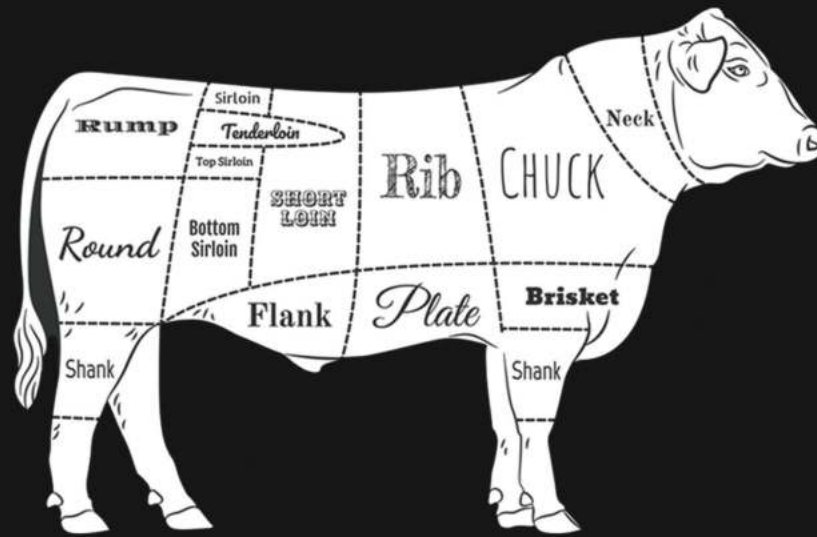 Sirloin
Rump
Tenderloin
Neck
Top Sirloin
SHORT
LOIN
Rib
CHUCK
Round
Bottom
Sirloin
Flank
Plate
Brisket
Shank
Shank